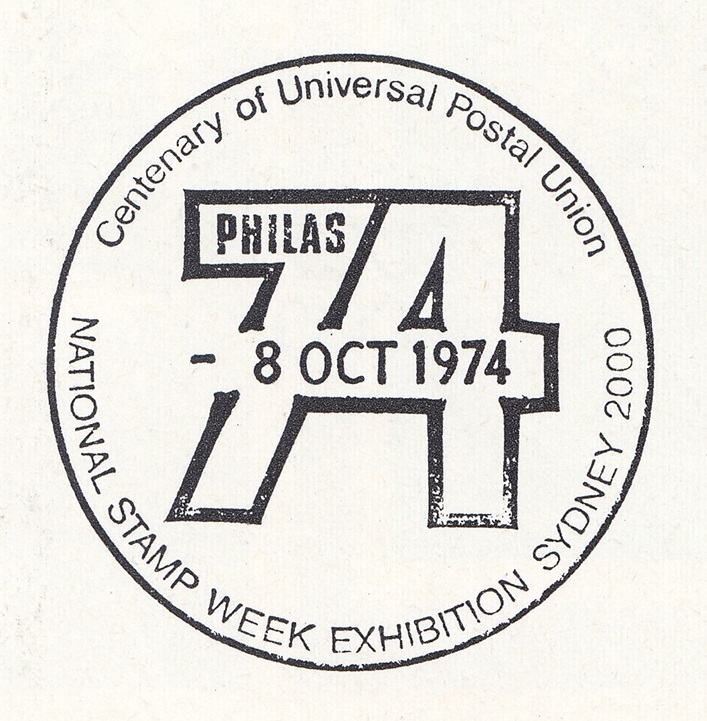 Centenary of Universal Postal Union
PHILAS
74
- 8 OCT 1974
NATIONAL STAMP WEEK EXHIBITION SYDNEY 2000